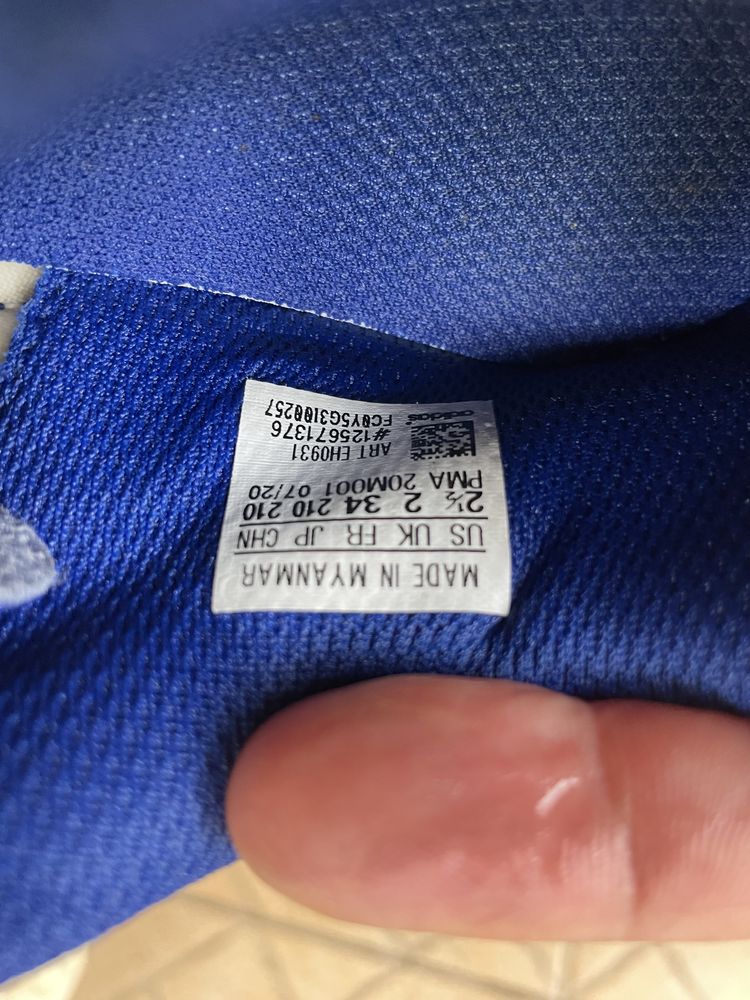 MADE IN MYANMAR
US UK FR JP CHN
2½ 2 34 210 210
PMA 20M001 07/20
ART EH0931
#125671376
adidas FC0Y5G3100257